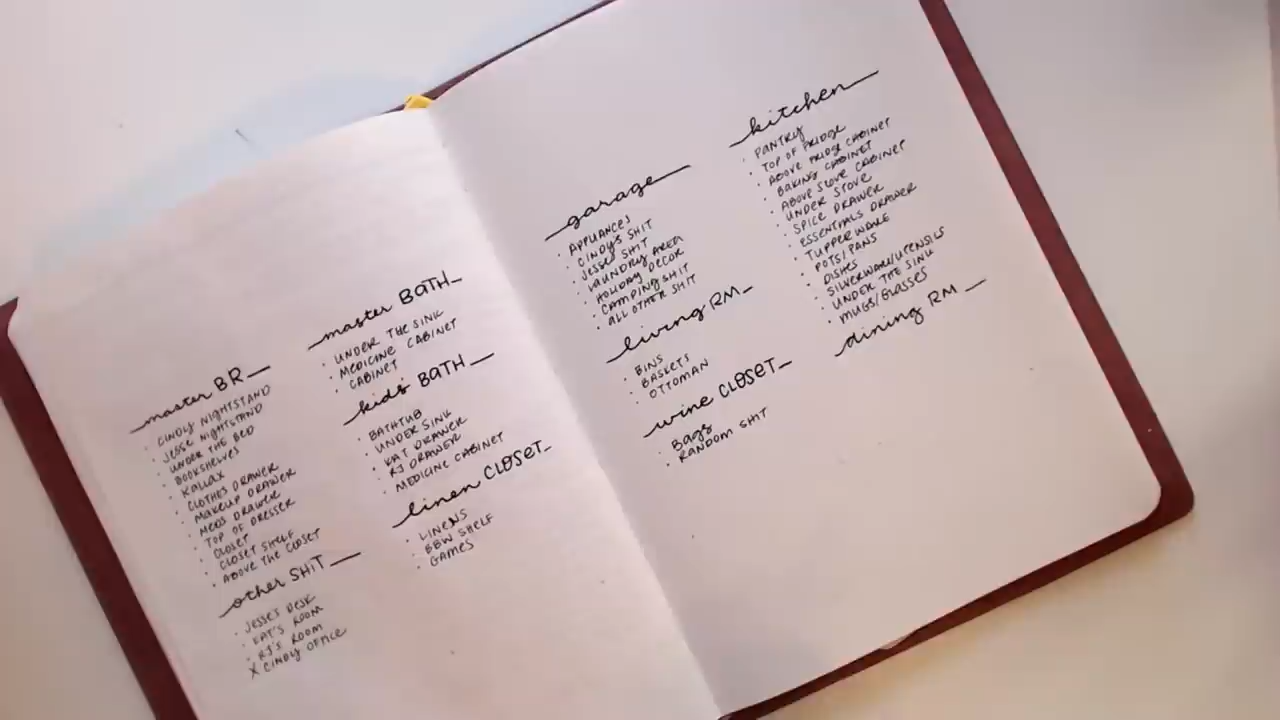 master BR
CINDY NIGHTSTAND
JESSE NIGHTSTAND
UNDER THE BED
BOOKSHELVES
KALLAX
CLOTHES DRAWER
MAKEUP DRAWER
MEDS DRAWER
TOP OF DRESSER
CLOSET
CLOSET SHELF
ABOVE THE CLOSET
other SHIT
JESSE'S DESK
KAT'S ROOM
RJ'S ROOM
X CINDY OFFICE
master BATH
UNDER THE SINK
MEDICINE CABINET
CABINET
kids' BATH
BATHTUB
UNDER SINK
KAT DRAWER
RJ DRAWER
MEDICINE CABINET
linen CLOSET
LINENS
BBW SHELF
GAMES
garage
APPLIANCES
CINDY'S SHIT
JESSE SHIT
LAUNDRY AREA
HOLIDAY DECOR
CAMPING SHIT
ALL OTHER SHIT
living RM
BINS
BASKETS
OTTOMAN
wine CLOSET
BAGS
RANDOM SHIT
kitchen
PANTRY
TOP OF FRIDGE
ABOVE FRIDGE CABINET
BAKING CABINET
ABOVE STOVE CABINET
UNDER STOVE
SPICE DRAWER
ESSENTIALS DRAWER
TUPPERWARE
POTS/PANS
DISHES
SILVERWARE/UTENSILS
UNDER THE SINK
MUGS/GLASSES
dining RM